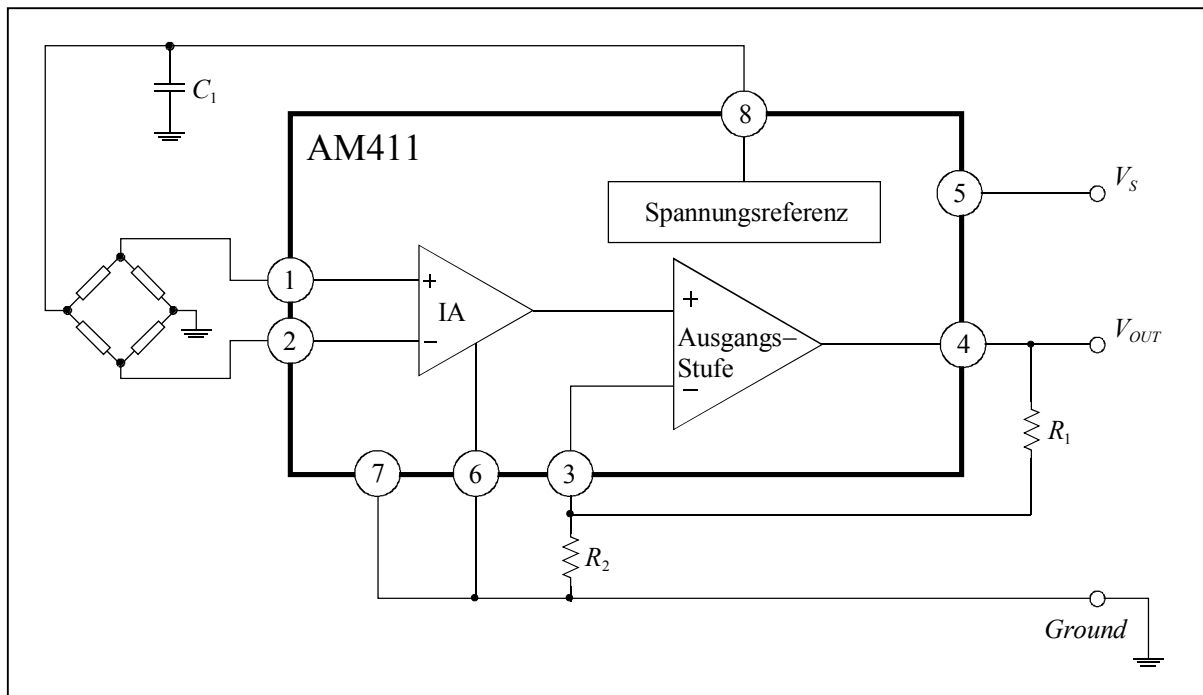 C1
8
AM411
5
VS
Spannungsreferenz
1
+
IA
+
2
−
Ausgangs–
Stufe
4
VOUT
−
R1
7
6
3
R2
Ground